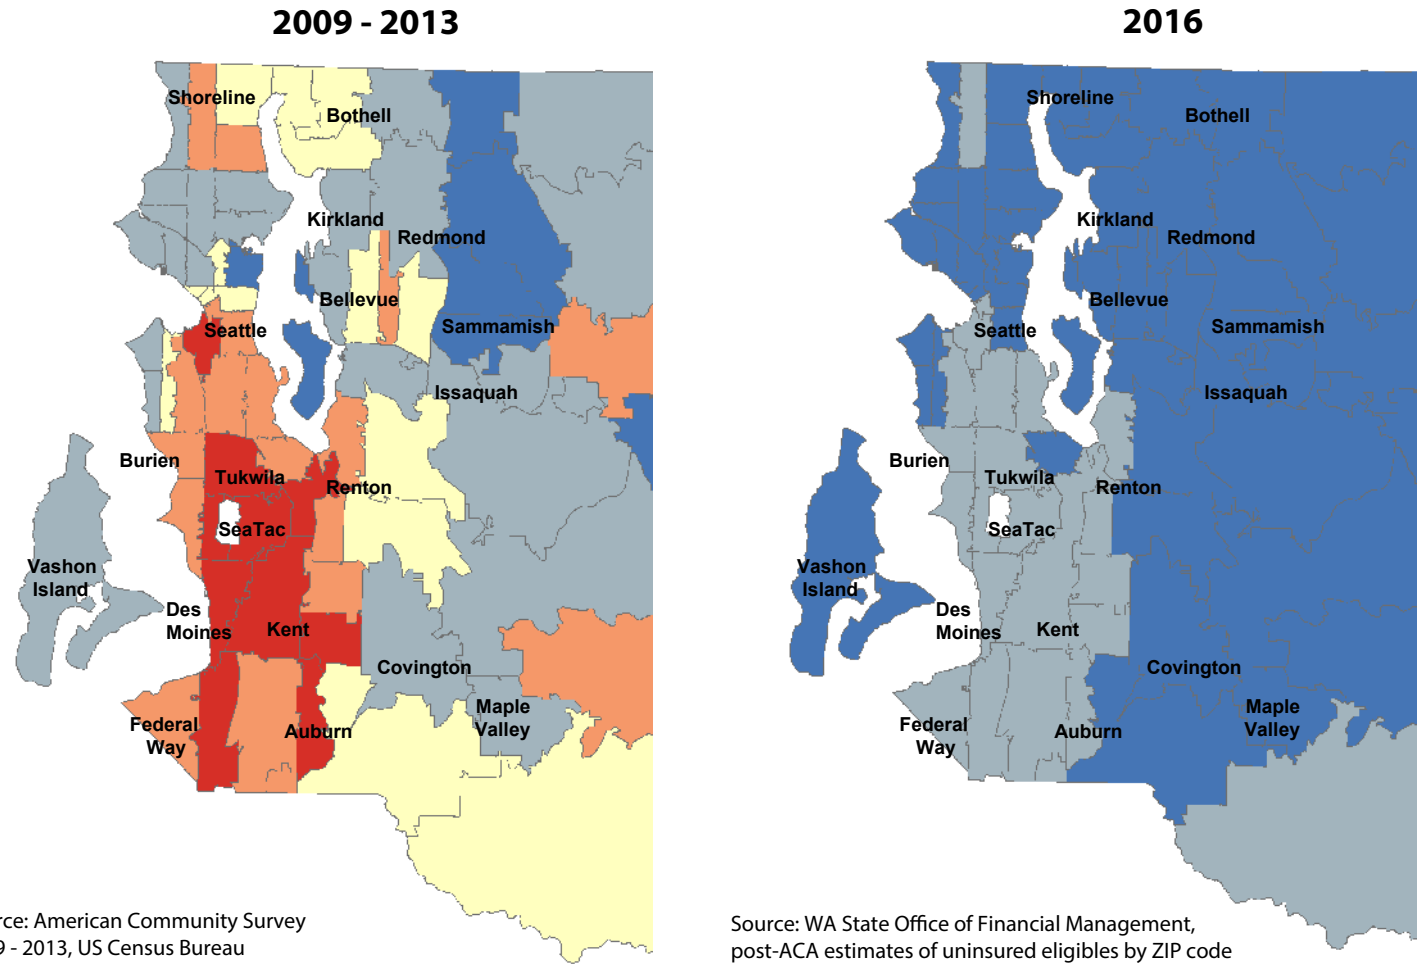 2009 - 2013
Shoreline
Bothell
Kirkland
Redmond
Bellevue
Seattle
Sammamish
Issaquah
Burien
Tukwila
Renton
SeaTac
Vashon
Island
Des
Moines
Kent
Covington
Federal
Way
Auburn
Maple
Valley
rce: American Community Survey
9 - 2013, US Census Bureau
2016
Shoreline
Bothell
Kirkland
Redmond
Bellevue
Seattle
Sammamish
Issaquah
Burien
Tukwila
Renton
SeaTac
Vashon
Island
Des
Moines
Kent
Covington
Federal
Way
Auburn
Maple
Valley
Source: WA State Office of Financial Management,
post-ACA estimates of uninsured eligibles by ZIP code